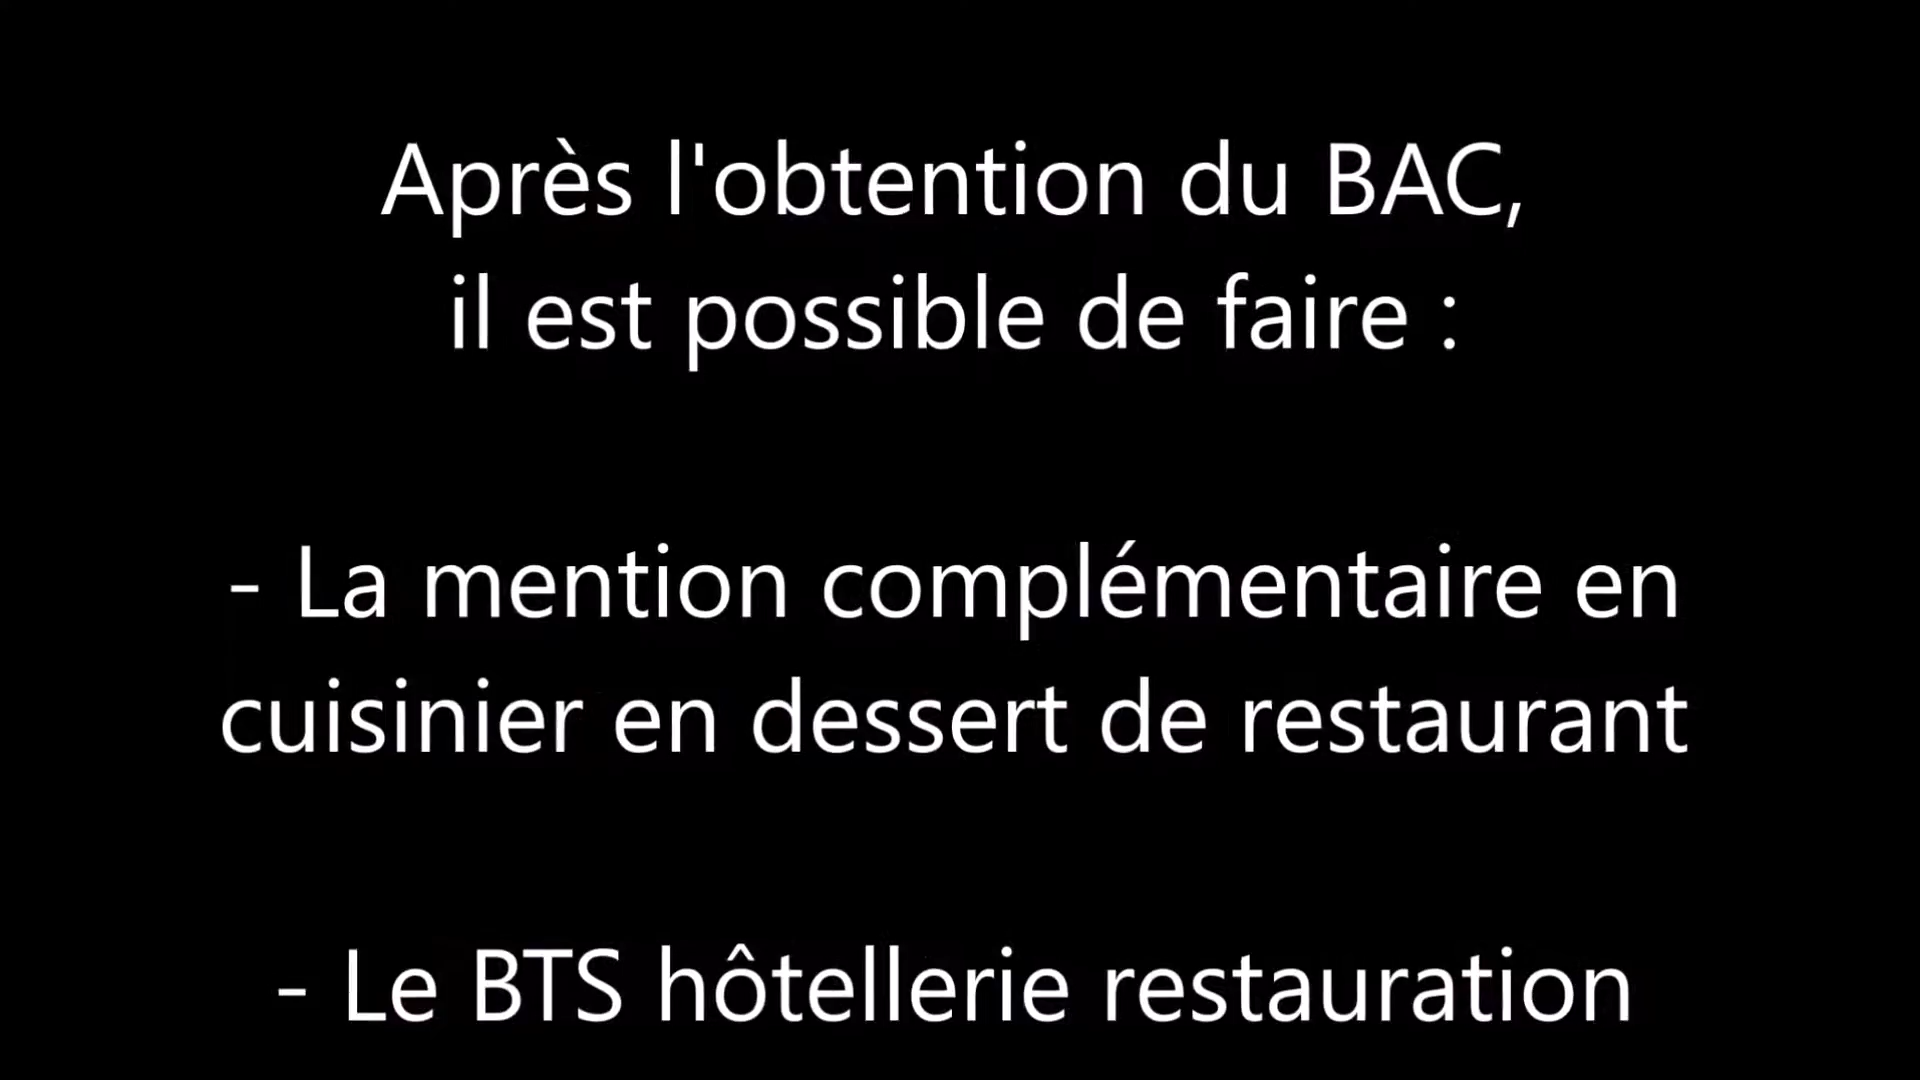 Après l'obtention du BAC,
il est possible de faire :
- La mention complémentaire en
cuisinier en dessert de restaurant
- Le BTS hôtellerie restauration